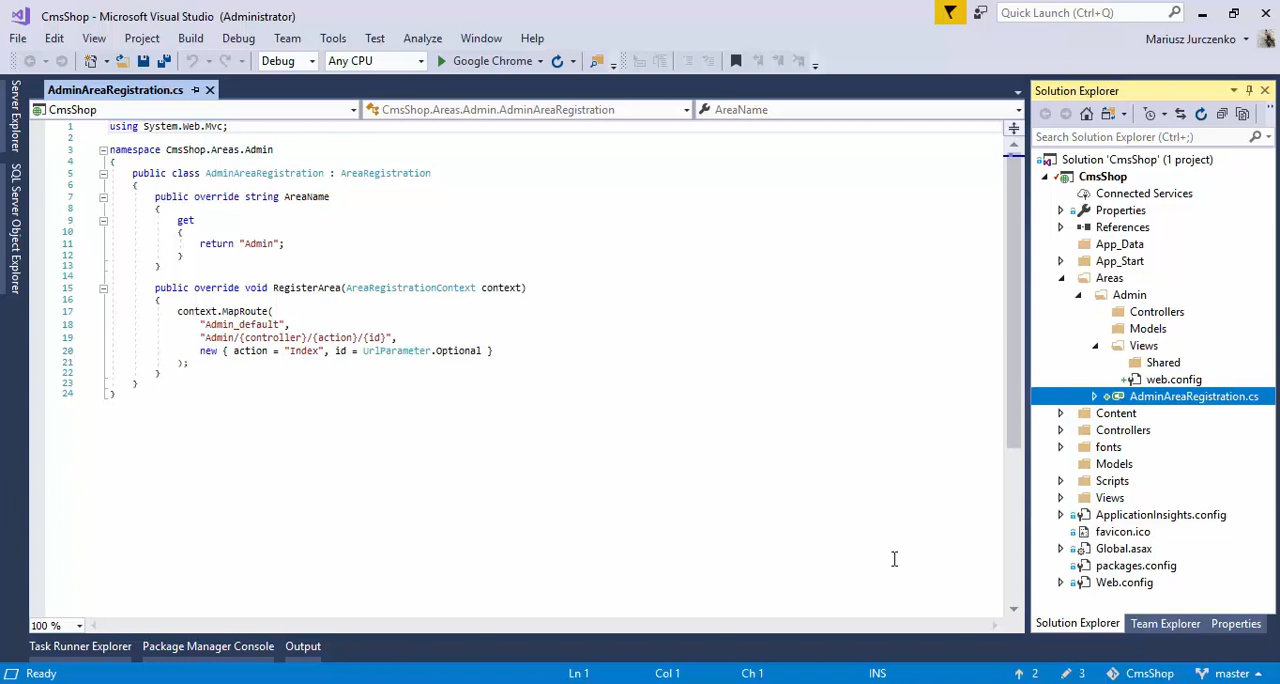 CmsShop - Microsoft Visual Studio (Administrator)
Quick Launch (Ctrl+Q)
File Edit View Project Build Debug Team Tools Test Analyze Window Help
Mariusz Jurczenko
Debug Any CPU Google Chrome
Server Explorer
SQL Server Object Explorer
AdminAreaRegistration.cs
CmsShop CmsShop.Areas.Admin.AdminAreaRegistration AreaName
1 using System.Web.Mvc;
2
3 namespace CmsShop.Areas.Admin
4 {
5 public class AdminAreaRegistration : AreaRegistration
6 {
7 public override string AreaName
8 {
9 get
10 {
11 return "Admin";
12 }
13 }
14
15 public override void RegisterArea(AreaRegistrationContext context)
16 {
17 context.MapRoute(
18 "Admin_default",
19 "Admin/{controller}/{action}/{id}",
20 new { action = "Index", id = UrlParameter.Optional }
21 );
22 }
23 }
24 }
100 %
Solution Explorer
Search Solution Explorer (Ctrl+;)
Solution 'CmsShop' (1 project)
CmsShop
Connected Services
Properties
References
App_Data
App_Start
Areas
Admin
Controllers
Models
Views
Shared
web.config
AdminAreaRegistration.cs
Content
Controllers
fonts
Models
Scripts
Views
ApplicationInsights.config
favicon.ico
Global.asax
packages.config
Web.config
Solution Explorer Team Explorer Properties
Task Runner Explorer Package Manager Console Output
Ready Ln 1 Col 1 Ch 1 INS 2 3 CmsShop master